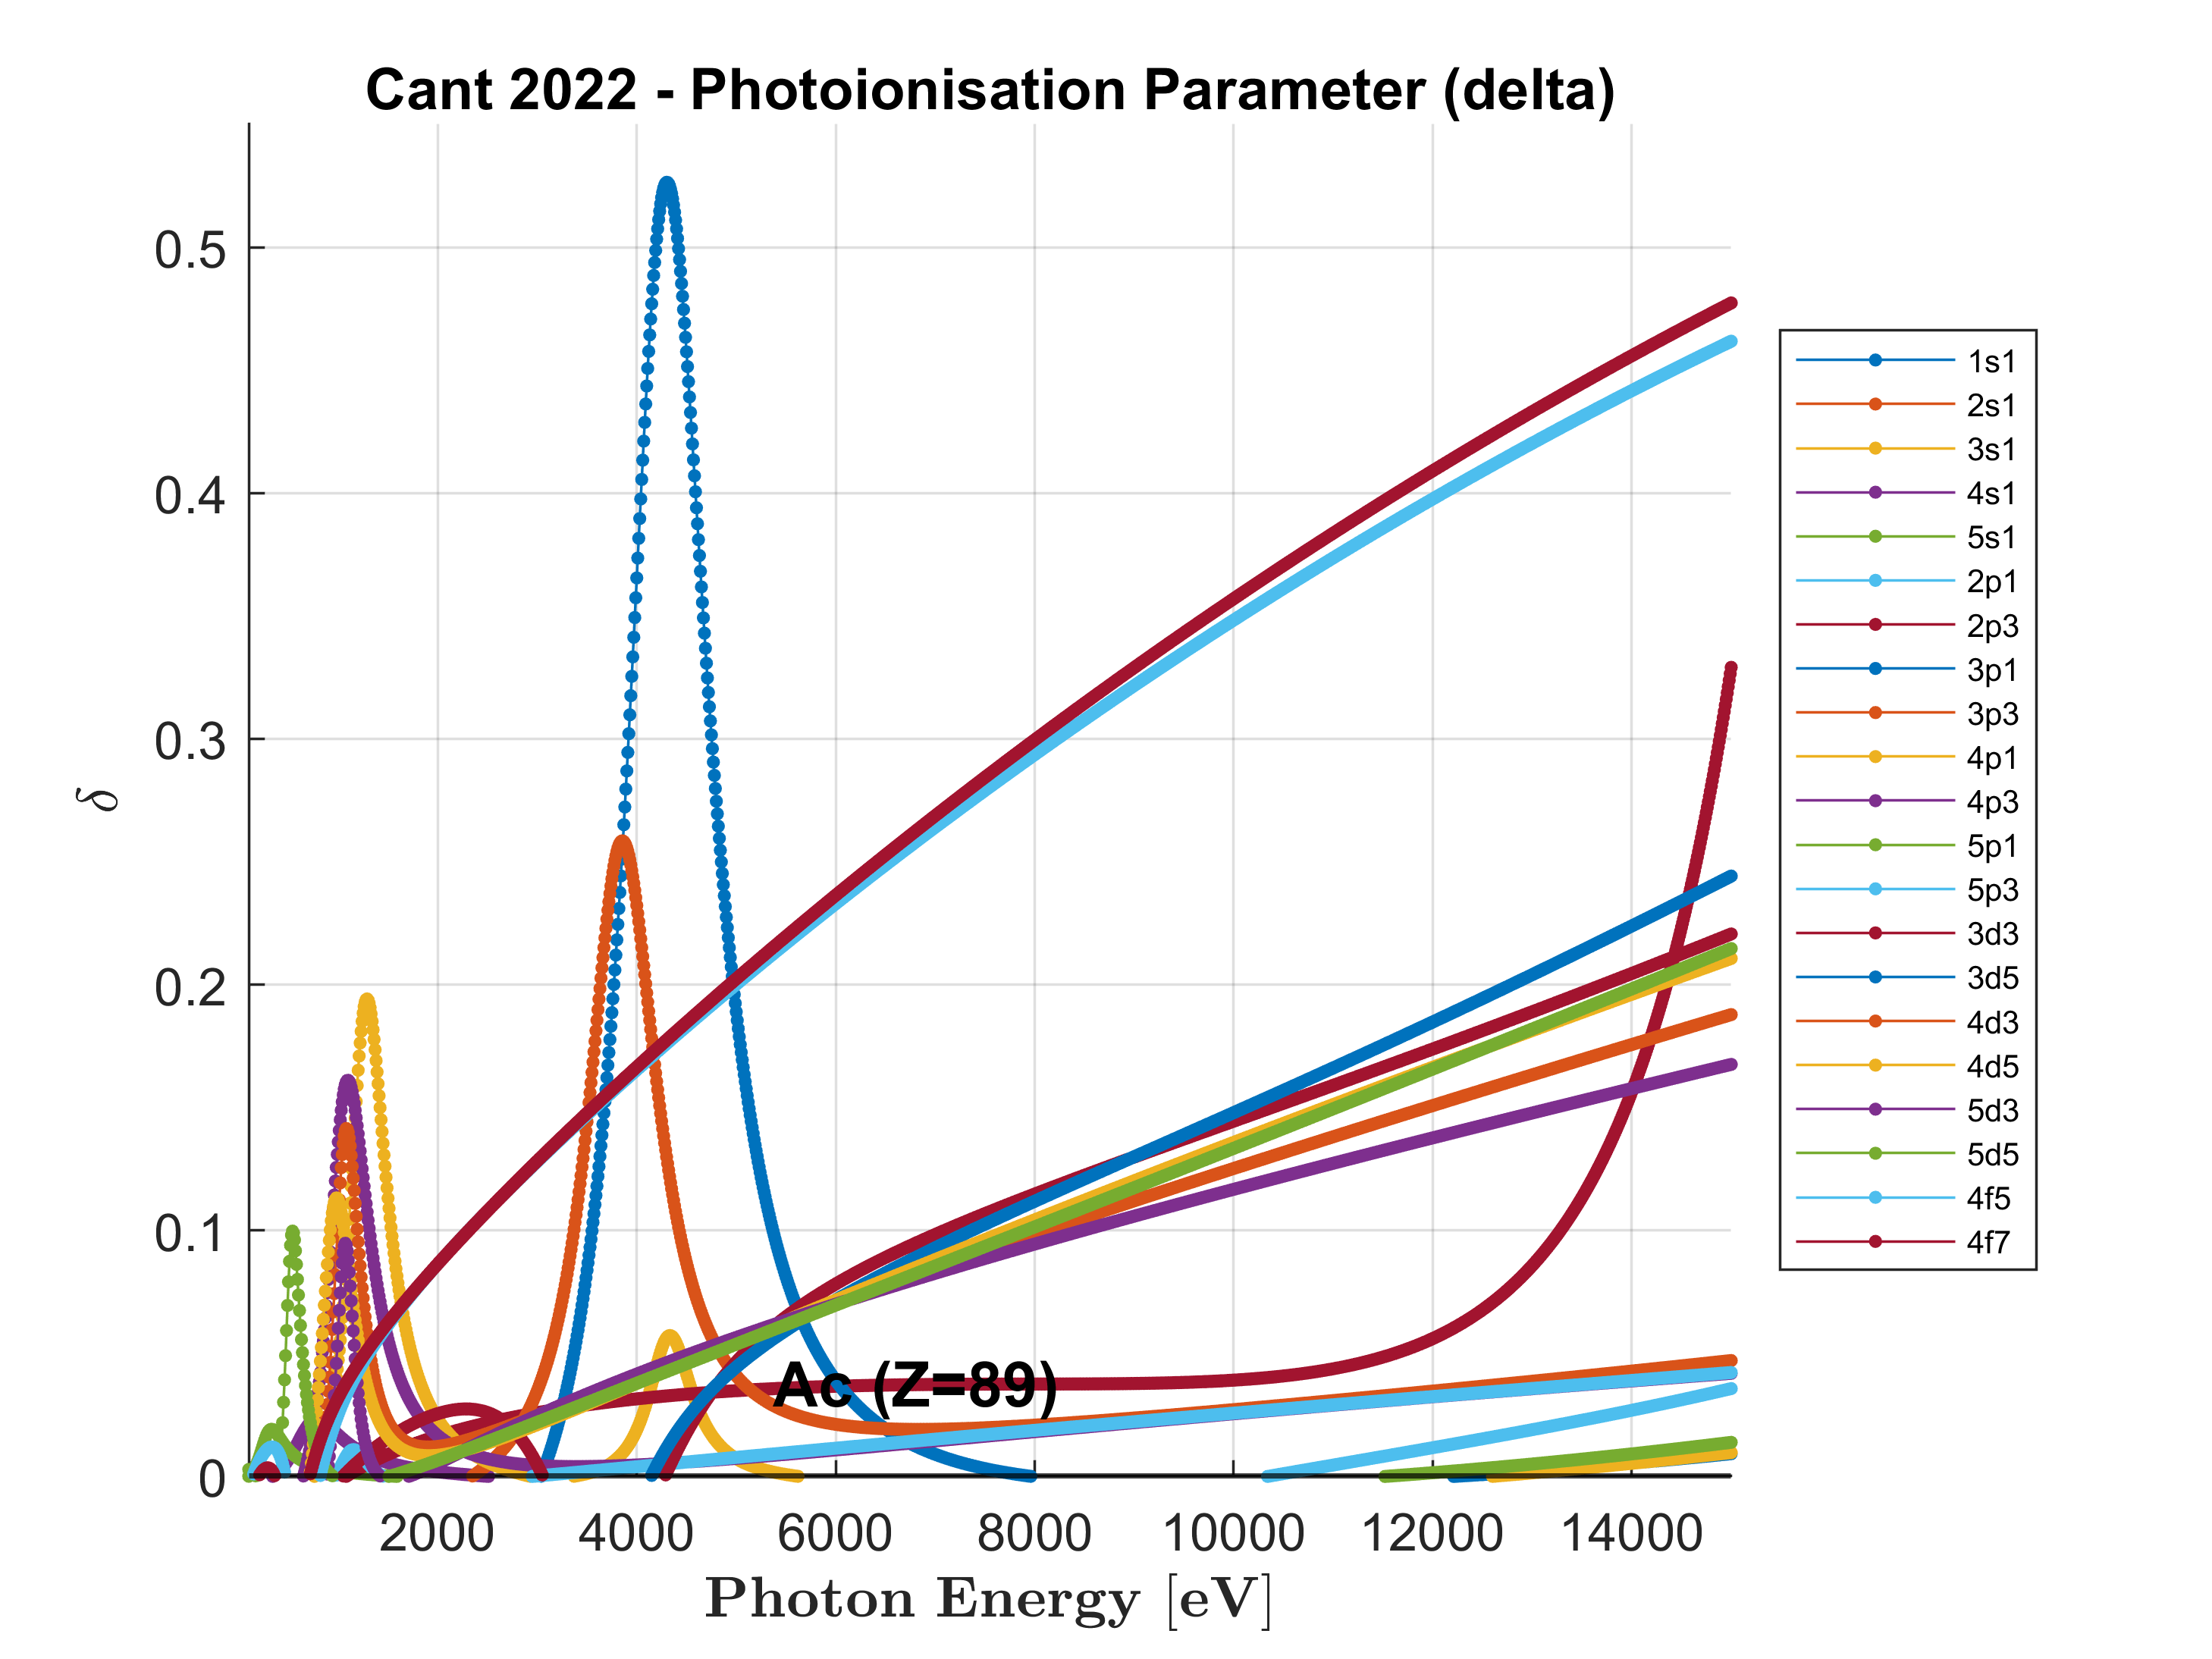 Cant 2022 - Photoionisation Parameter (delta)
δ
0.5
0.4
0.3
0.2
0.1
0
2000 4000 6000 8000 10000 12000 14000
Photon Energy [eV]
Ac (Z=89)
1s1
2s1
3s1
4s1
5s1
2p1
2p3
3p1
3p3
4p1
4p3
5p1
5p3
3d3
3d5
4d3
4d5
5d3
5d5
4f5
4f7